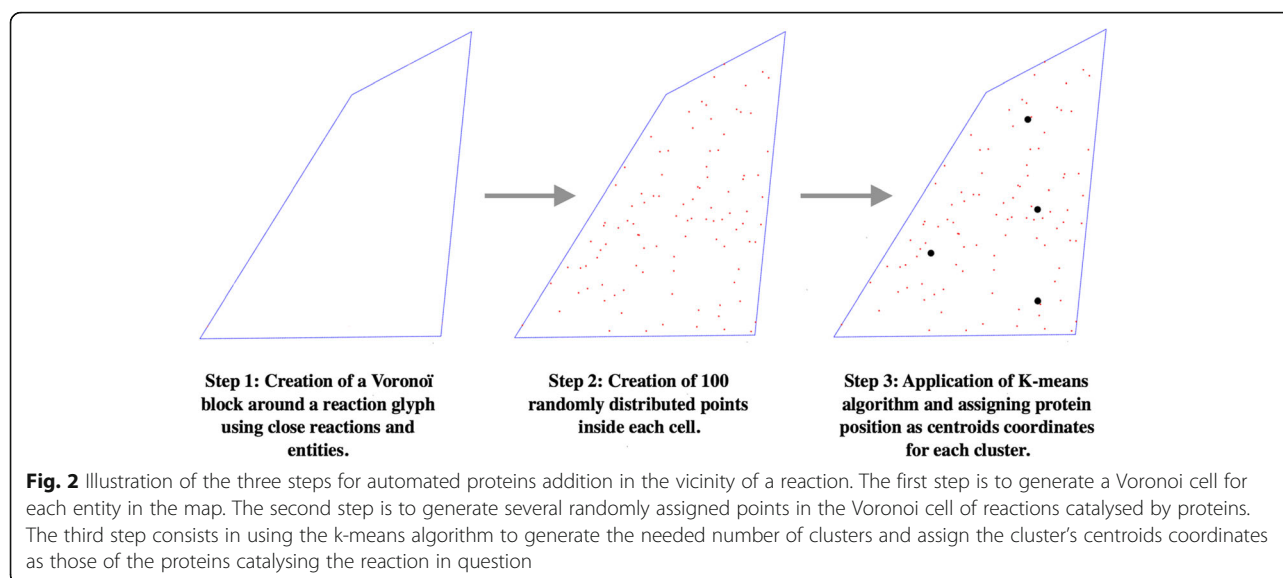 Step 1: Creation of a Voronoï
block around a reaction glyph
using close reactions and
entities.
Step 2: Creation of 100
randomly distributed points
inside each cell.
Step 3: Application of K-means
algorithm and assigning protein
position as centroids coordinates
for each cluster.
Fig. 2 Illustration of the three steps for automated proteins addition in the vicinity of a reaction. The first step is to generate a Voronoi cell for
each entity in the map. The second step is to generate several randomly assigned points in the Voronoi cell of reactions catalysed by proteins.
The third step consists in using the k-means algorithm to generate the needed number of clusters and assign the cluster's centroids coordinates
as those of the proteins catalysing the reaction in question